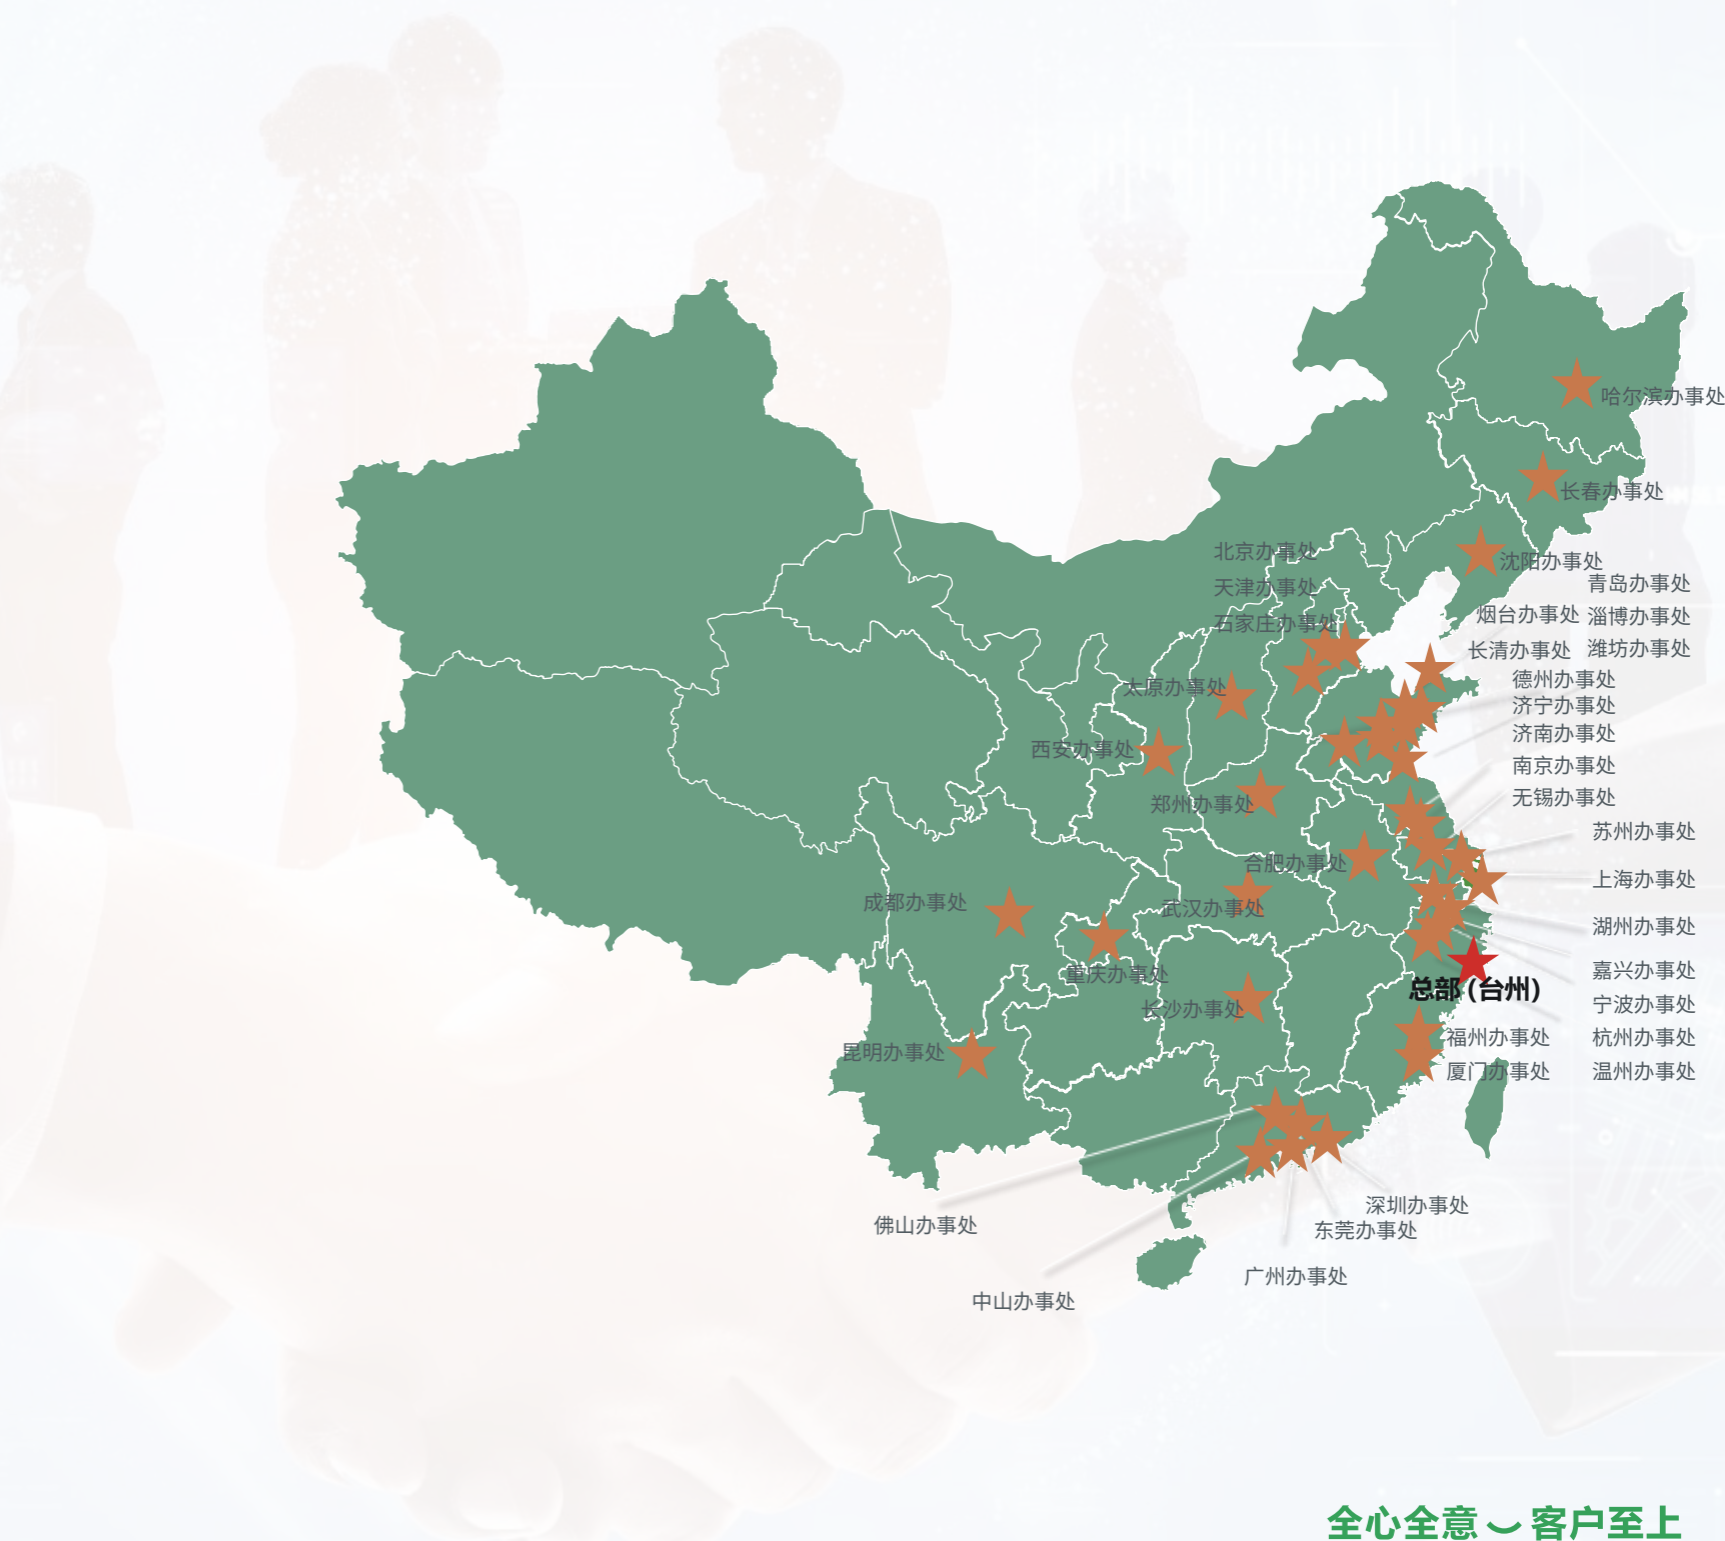 哈尔滨办事处
长春办事处
北京办事处
沈阳办事处
天津办事处
青岛办事处
石家庄办事处
烟台办事处
淄博办事处
长清办事处
潍坊办事处
太原办事处
德州办事处
济宁办事处
济南办事处
西安办事处
南京办事处
郑州办事处
无锡办事处
苏州办事处
合肥办事处
上海办事处
成都办事处
武汉办事处
湖州办事处
重庆办事处
嘉兴办事处
总部(台州)
长沙办事处
宁波办事处
福州办事处
杭州办事处
昆明办事处
厦门办事处
温州办事处
深圳办事处
佛山办事处
东莞办事处
广州办事处
中山办事处
全心全意 客户至上